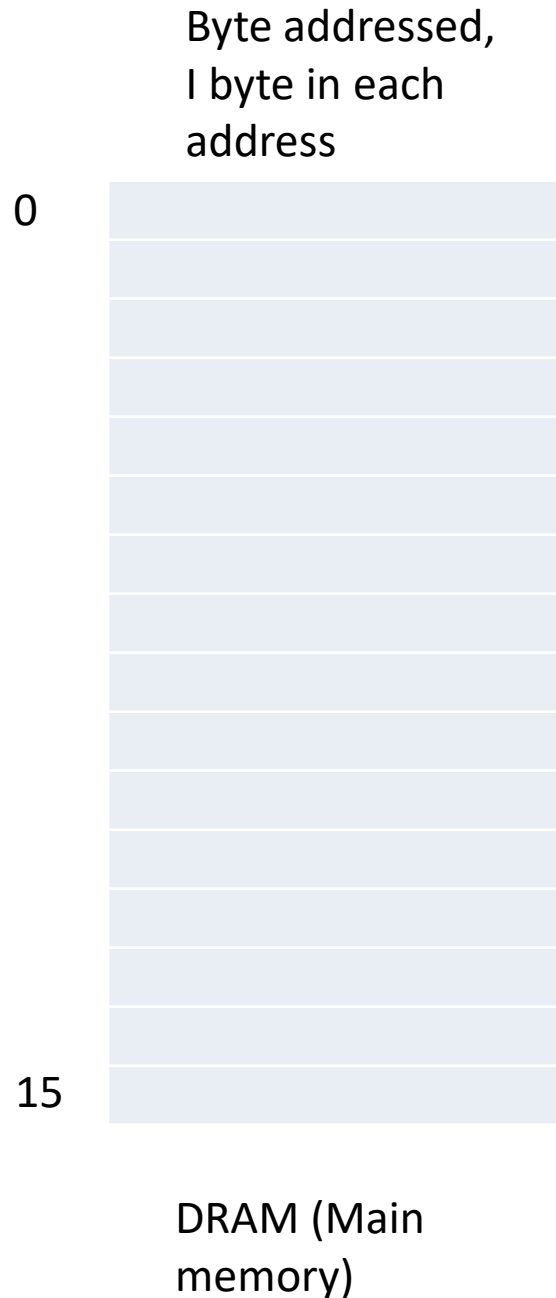 Byte addressed,
I byte in each
address
0
15
DRAM (Main
memory)